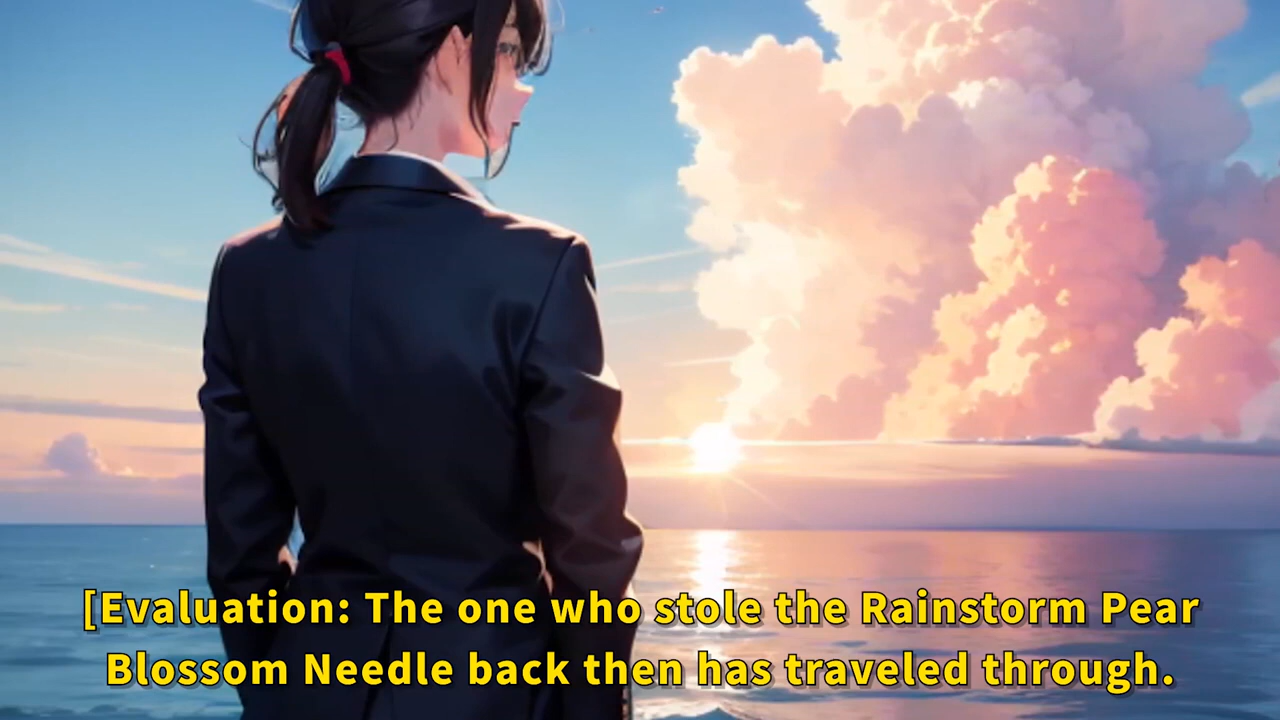 [Evaluation: The one who stole the Rainstorm Pear
Blossom Needle back then has traveled through.